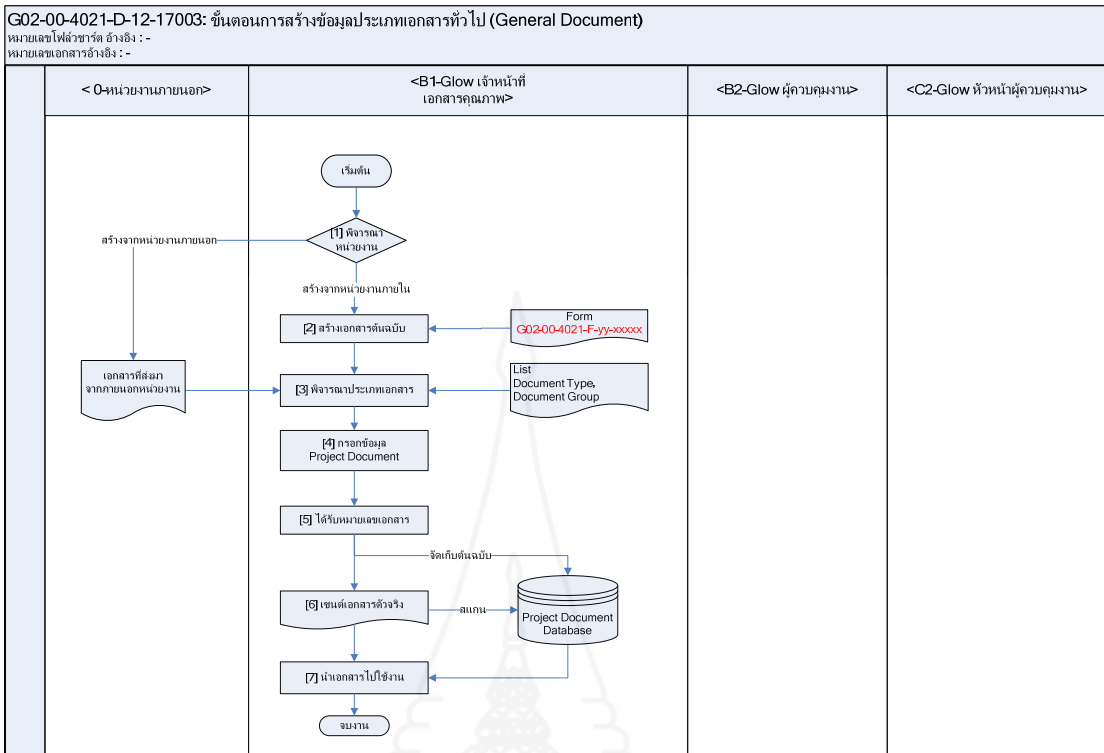 G02-00-4021-D-12-17003: ขั้นตอนการสร้างข้อมูลประเภทเอกสารทั่วไป (General Document)
หมายเลขโฟล์วชาร์ต อ้างอิง : -
หมายเลขเอกสารอ้างอิง : -
< 0-หน่วยงานภายนอก>
<B1-Glow เจ้าหน้าที่
เอกสารคุณภาพ>
<B2-Glow ผู้ควบคุมงาน>
<C2-Glow หัวหน้าผู้ควบคุมงาน>
เริ่มต้น
[1] พิจารณา
หน่วยงาน
สร้างจากหน่วยงานภายนอก
สร้างจากหน่วยงานภายใน
[2] สร้างเอกสารต้นฉบับ
Form
G02-00-4021-F-yy-xxxxx
เอกสารที่ส่งมา
จากภายนอกหน่วยงาน
[3] พิจารณาประเภทเอกสาร
List
Document Type,
Document Group
[4] กรอกข้อมูล
Project Document
[5] ได้รับหมายเลขเอกสาร
จัดเก็บต้นฉบับ
[6] เซนต์เอกสารตัวจริง
สแกน
Project Document
Database
[7] นำเอกสารไปใช้งาน
จบงาน